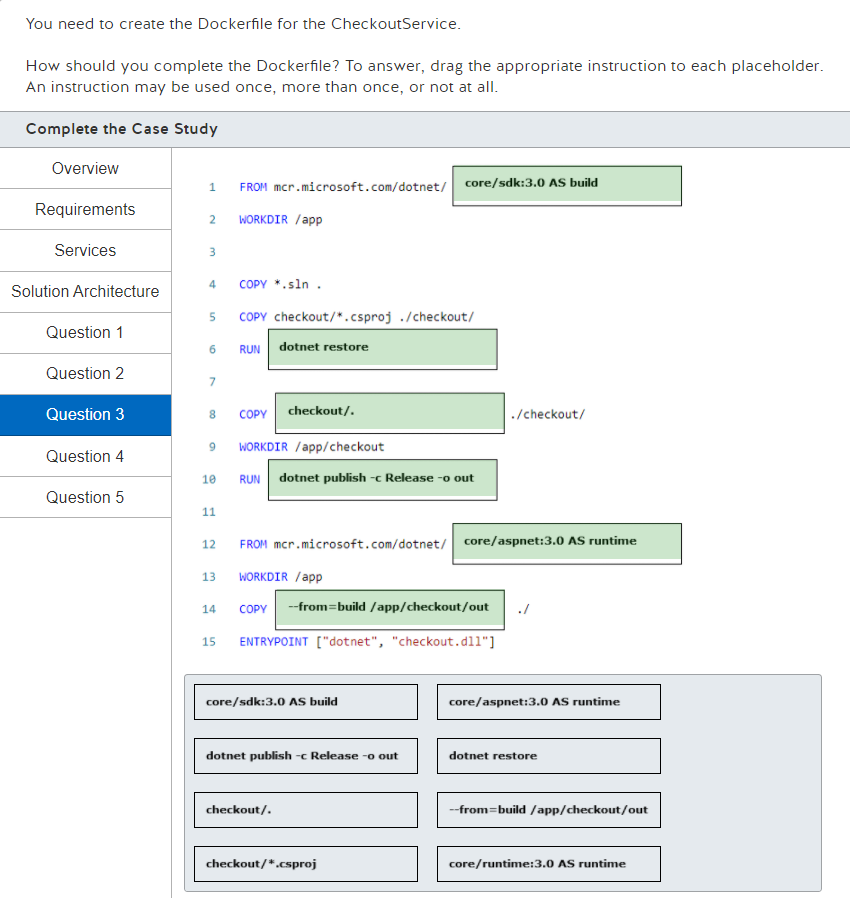 You need to create the Dockerfile for the CheckoutService.
How should you complete the Dockerfile? To answer, drag the appropriate instruction to each placeholder.
An instruction may be used once, more than once, or not at all.
Complete the Case Study
Overview
Requirements
Services
Solution Architecture
Question 1
Question 2
Question 3
Question 4
Question 5
1 FROM mcr.microsoft.com/dotnet/ core/sdk:3.0 AS build
2 WORKDIR /app
3
4 COPY *.sln .
5 COPY checkout/*.csproj ./checkout/
6 RUN dotnet restore
7
8 COPY checkout/. ./checkout/
9 WORKDIR /app/checkout
10 RUN dotnet publish -c Release -o out
11
12 FROM mcr.microsoft.com/dotnet/ core/aspnet:3.0 AS runtime
13 WORKDIR /app
14 COPY --from=build /app/checkout/out ./
15 ENTRYPOINT ["dotnet", "checkout.dll"]
core/sdk:3.0 AS build core/aspnet:3.0 AS runtime
dotnet publish -c Release -o out dotnet restore
checkout/. --from=build /app/checkout/out
checkout/*.csproj core/runtime:3.0 AS runtime